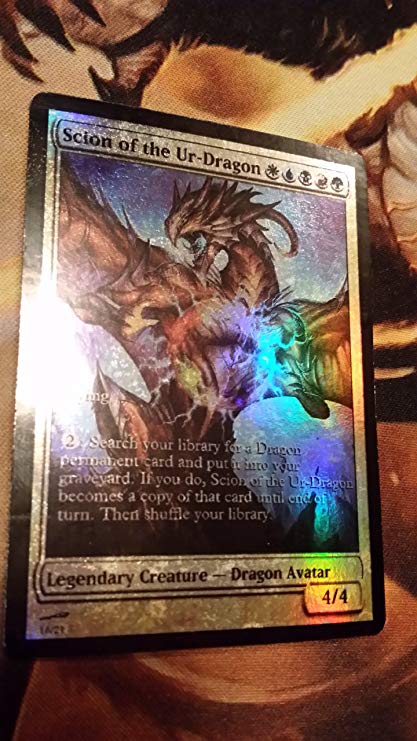 Scion of the Ur-Dragon
2: Search your library for a Dragon
permanent card and put it into your
graveyard. If you do, Scion of the Ur-Dragon
becomes a copy of that card until end of
turn. Then shuffle your library.
Legendary Creature — Dragon Avatar
4/4